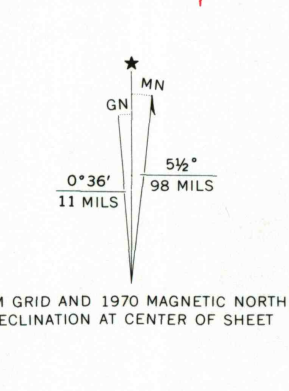 ★
MN
GN
5½°
0°36′
98 MILS
11 MILS
M GRID AND 1970 MAGNETIC NORTH
ECLINATION AT CENTER OF SHEET